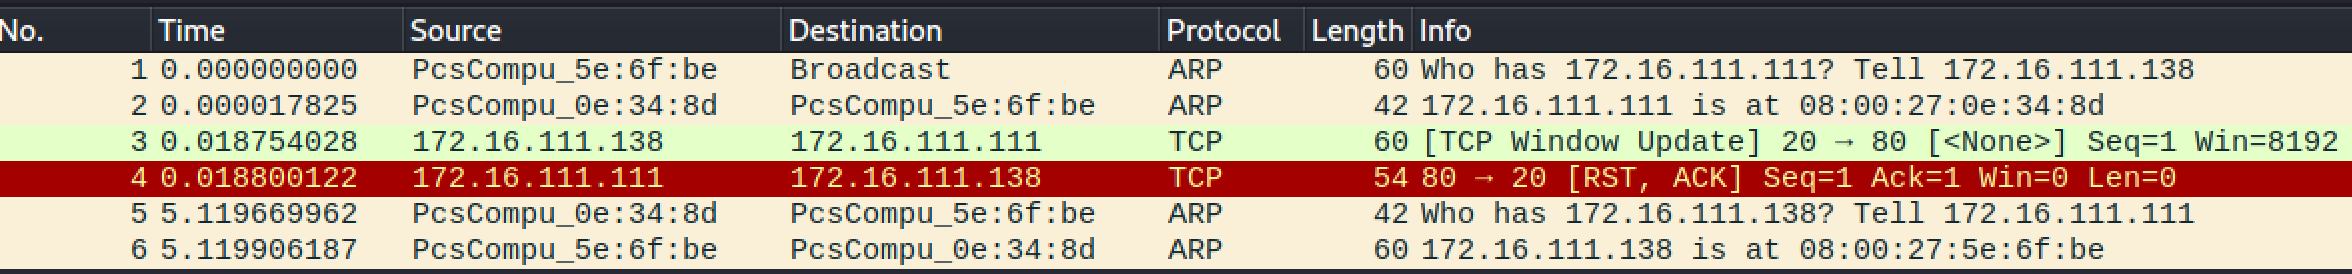 No. Time Source Destination Protocol Length Info
1 0.000000000 PcsCompu_5e:6f:be Broadcast ARP 60 Who has 172.16.111.111? Tell 172.16.111.138
2 0.000017825 PcsCompu_0e:34:8d PcsCompu_5e:6f:be ARP 42 172.16.111.111 is at 08:00:27:0e:34:8d
3 0.018754028 172.16.111.138 172.16.111.111 TCP 60 [TCP Window Update] 20 → 80 [<None>] Seq=1 Win=8192
4 0.018800122 172.16.111.111 172.16.111.138 TCP 54 80 → 20 [RST, ACK] Seq=1 Ack=1 Win=0 Len=0
5 5.119669962 PcsCompu_0e:34:8d PcsCompu_5e:6f:be ARP 42 Who has 172.16.111.138? Tell 172.16.111.111
6 5.119906187 PcsCompu_5e:6f:be PcsCompu_0e:34:8d ARP 60 172.16.111.138 is at 08:00:27:5e:6f:be